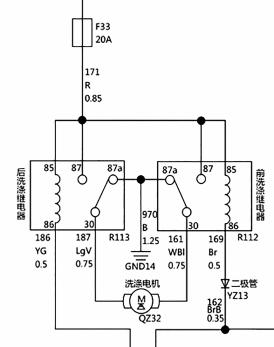 F33
20A
171
R
0.85
85
87
87a
87a
87
85
后洗涤继电器
前洗涤继电器
86
30
30
86
R113
R112
970
B
1.25
GND14
186
YG
0.5
187
LgV
0.75
161
WBl
0.75
169
Br
0.5
洗涤电机
M
QZ32
二极管
YZ13
162
BrB
0.35